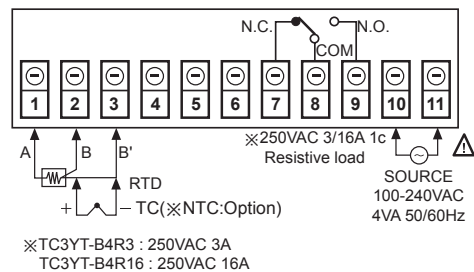 N.C. N.O.
COM
1 2 3 4 5 6 7 8 9 10 11
A B B'
※250VAC 3/16A 1c
Resistive load
RTD
+ − TC(※NTC:Option)
SOURCE
100-240VAC
4VA 50/60Hz
※TC3YT-B4R3 : 250VAC 3A
TC3YT-B4R16 : 250VAC 16A